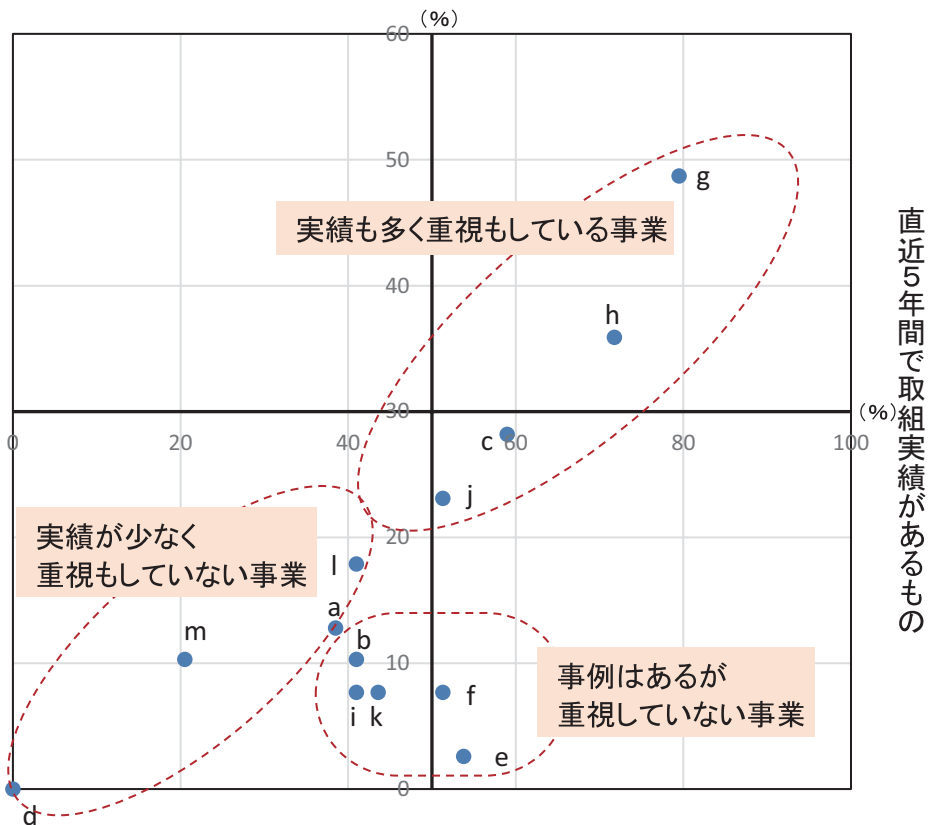 (%)
60
50
g
実績も多く重視もしている事業
40
h
30
(%)
0
20
40
c
60
80
100
j
直近5年間で取組実績があるもの
実績が少なく
重視もしていない事業
20
l
a
m
b
10
i
k
f
事例はあるが
重視していない事業
e
0
d